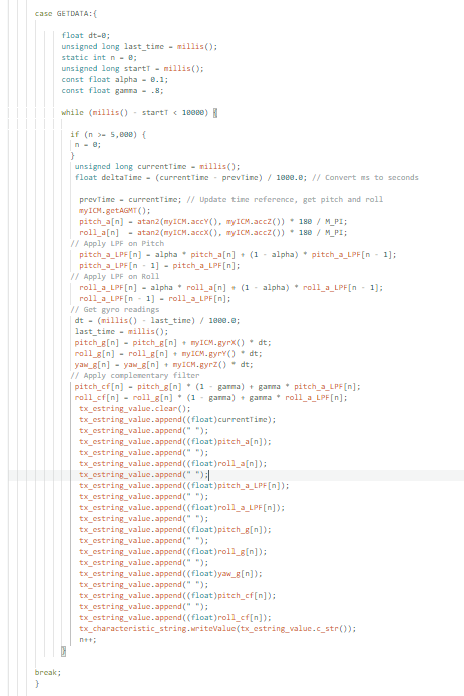 case GETDATA:{
float dt=0;
unsigned long last_time = millis();
static int n = 0;
unsigned long startT = millis();
const float alpha = 0.1;
const float gamma = .8;
while (millis() - startT < 10000) {
if (n >= 5,000) {
n = 0;
}
unsigned long currentTime = millis();
float deltaTime = (currentTime - prevTime) / 1000.0; // Convert ms to seconds
prevTime = currentTime; // Update time reference, get pitch and roll
myICM.getAGMT();
pitch_a[n] = atan2(myICM.accY(), myICM.accZ()) * 180 / M_PI;
roll_a[n]  = atan2(myICM.accX(), myICM.accZ()) * 180 / M_PI;
// Apply LPF on Pitch
pitch_a_LPF[n] = alpha * pitch_a[n] + (1 - alpha) * pitch_a_LPF[n - 1];
pitch_a_LPF[n - 1] = pitch_a_LPF[n];
// Apply LPF on Roll
roll_a_LPF[n] = alpha * roll_a[n] + (1 - alpha) * roll_a_LPF[n - 1];
roll_a_LPF[n - 1] = roll_a_LPF[n];
// Get gyro readings
dt = (millis() - last_time) / 1000.0;
last_time = millis();
pitch_g[n] = pitch_g[n] + myICM.gyrX() * dt;
roll_g[n] = roll_g[n] + myICM.gyrY() * dt;
yaw_g[n] = yaw_g[n] + myICM.gyrZ() * dt;
// Apply complementary filter
pitch_cf[n] = pitch_g[n] * (1 - gamma) + gamma * pitch_a_LPF[n];
roll_cf[n] = roll_g[n] * (1 - gamma) + gamma * roll_a_LPF[n];
tx_estring_value.clear();
tx_estring_value.append((float)currentTime);
tx_estring_value.append(" ");
tx_estring_value.append((float)pitch_a[n]);
tx_estring_value.append(" ");
tx_estring_value.append((float)roll_a[n]);
tx_estring_value.append(" ");
tx_estring_value.append((float)pitch_a_LPF[n]);
tx_estring_value.append(" ");
tx_estring_value.append((float)roll_a_LPF[n]);
tx_estring_value.append(" ");
tx_estring_value.append((float)pitch_g[n]);
tx_estring_value.append(" ");
tx_estring_value.append((float)roll_g[n]);
tx_estring_value.append(" ");
tx_estring_value.append((float)yaw_g[n]);
tx_estring_value.append(" ");
tx_estring_value.append((float)pitch_cf[n]);
tx_estring_value.append(" ");
tx_estring_value.append((float)roll_cf[n]);
tx_characteristic_string.writeValue(tx_estring_value.c_str());
n++;
}
break;
}